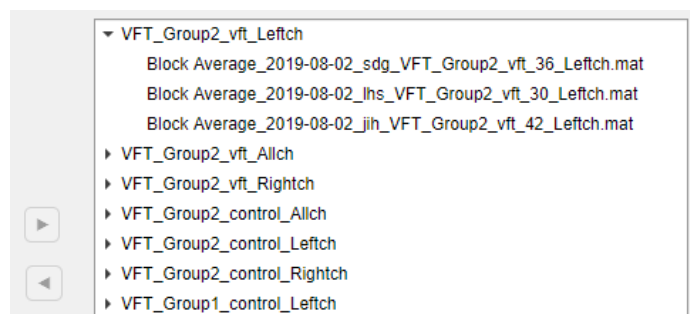 VFT_Group2_vft_Leftch
Block Average_2019-08-02_sdg_VFT_Group2_vft_36_Leftch.mat
Block Average_2019-08-02_lhs_VFT_Group2_vft_30_Leftch.mat
Block Average_2019-08-02_jih_VFT_Group2_vft_42_Leftch.mat
VFT_Group2_vft_Allch
VFT_Group2_vft_Rightch
VFT_Group2_control_Allch
VFT_Group2_control_Leftch
VFT_Group2_control_Rightch
VFT_Group1_control_Leftch